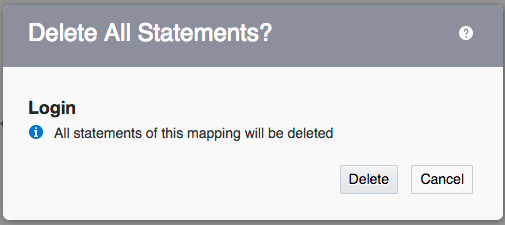 Delete All Statements?
Login
All statements of this mapping will be deleted
Delete Cancel